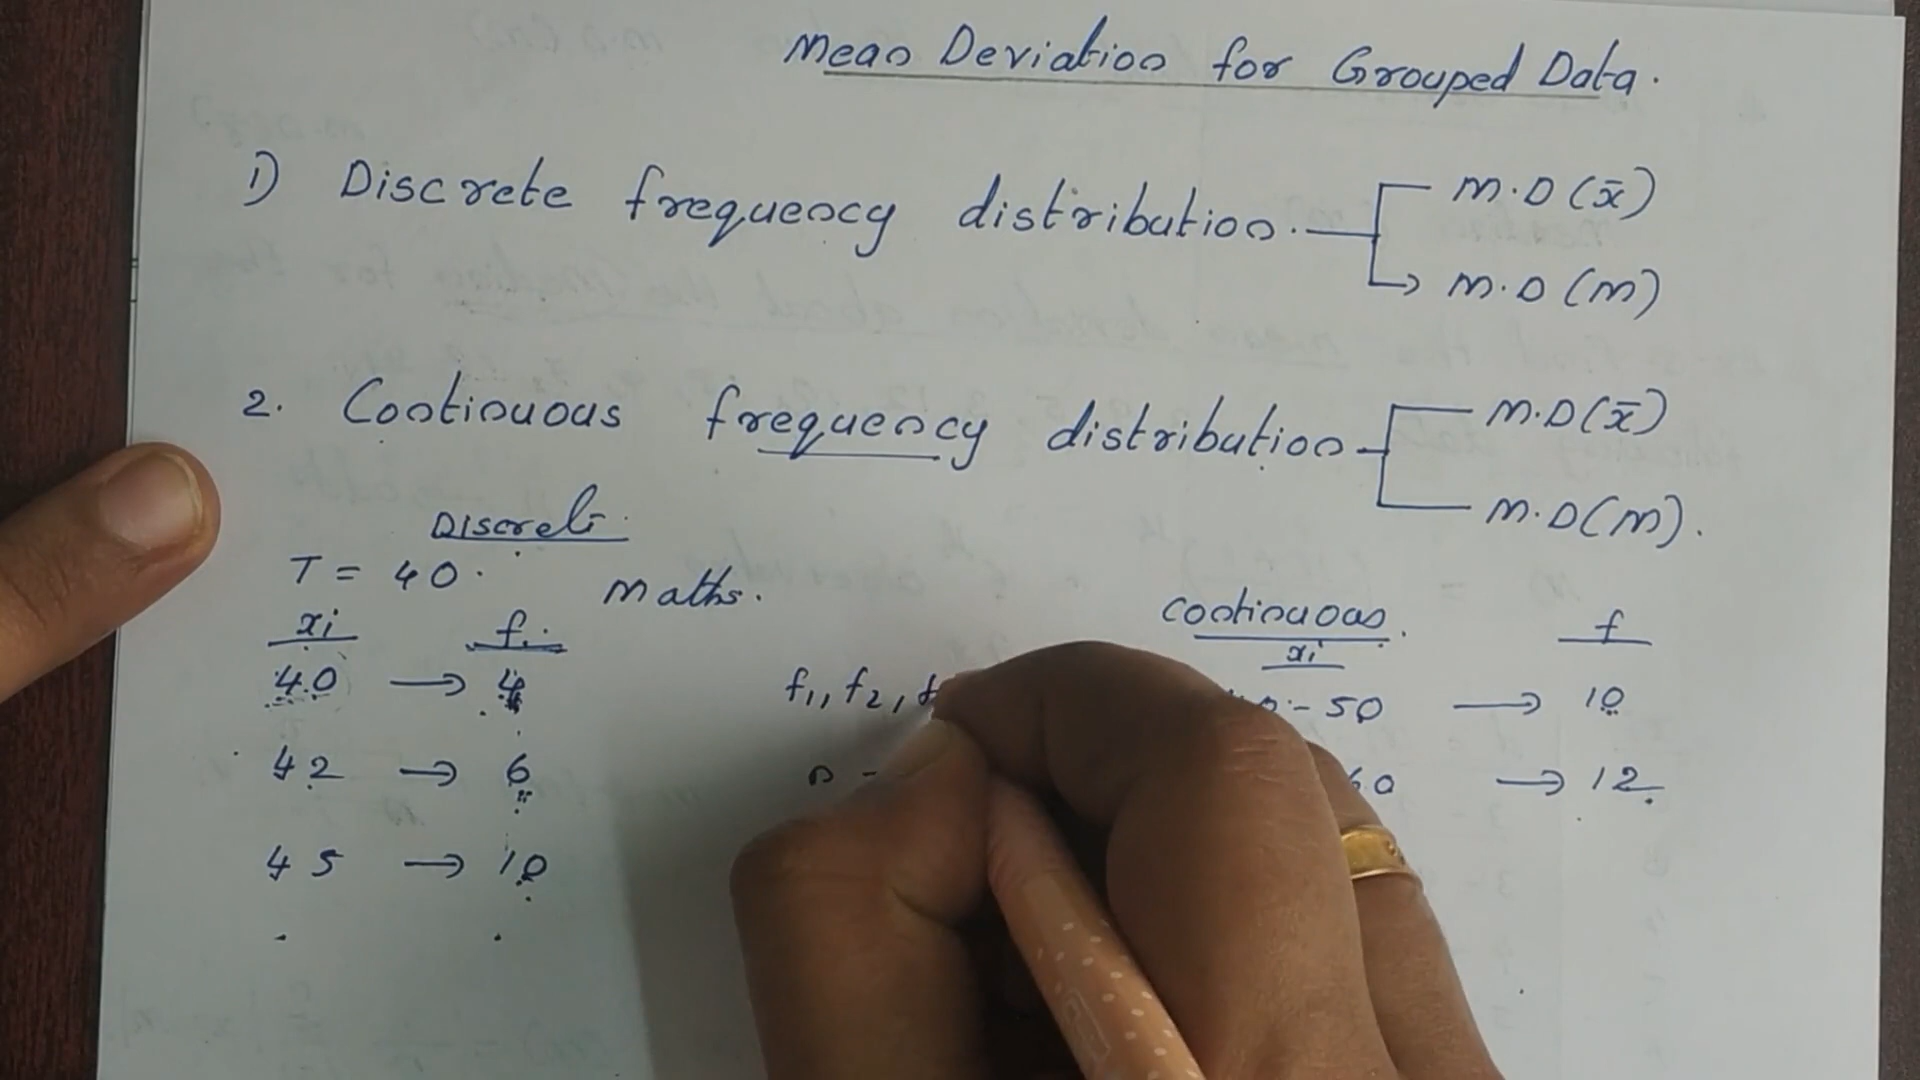 Mean Deviation for Grouped Data.
1) Discrete frequency distribution. M.D(x̄)
→ M.D(M)
2. Continuous frequency distribution M.D(x̄)
M.D(M).
Discrete
T = 40.
Maths.
xi f
40 → 4
42 → 6
45 → 10
f1, f2,
n -
Continuous
xi f
- 50 → 10
60 → 12